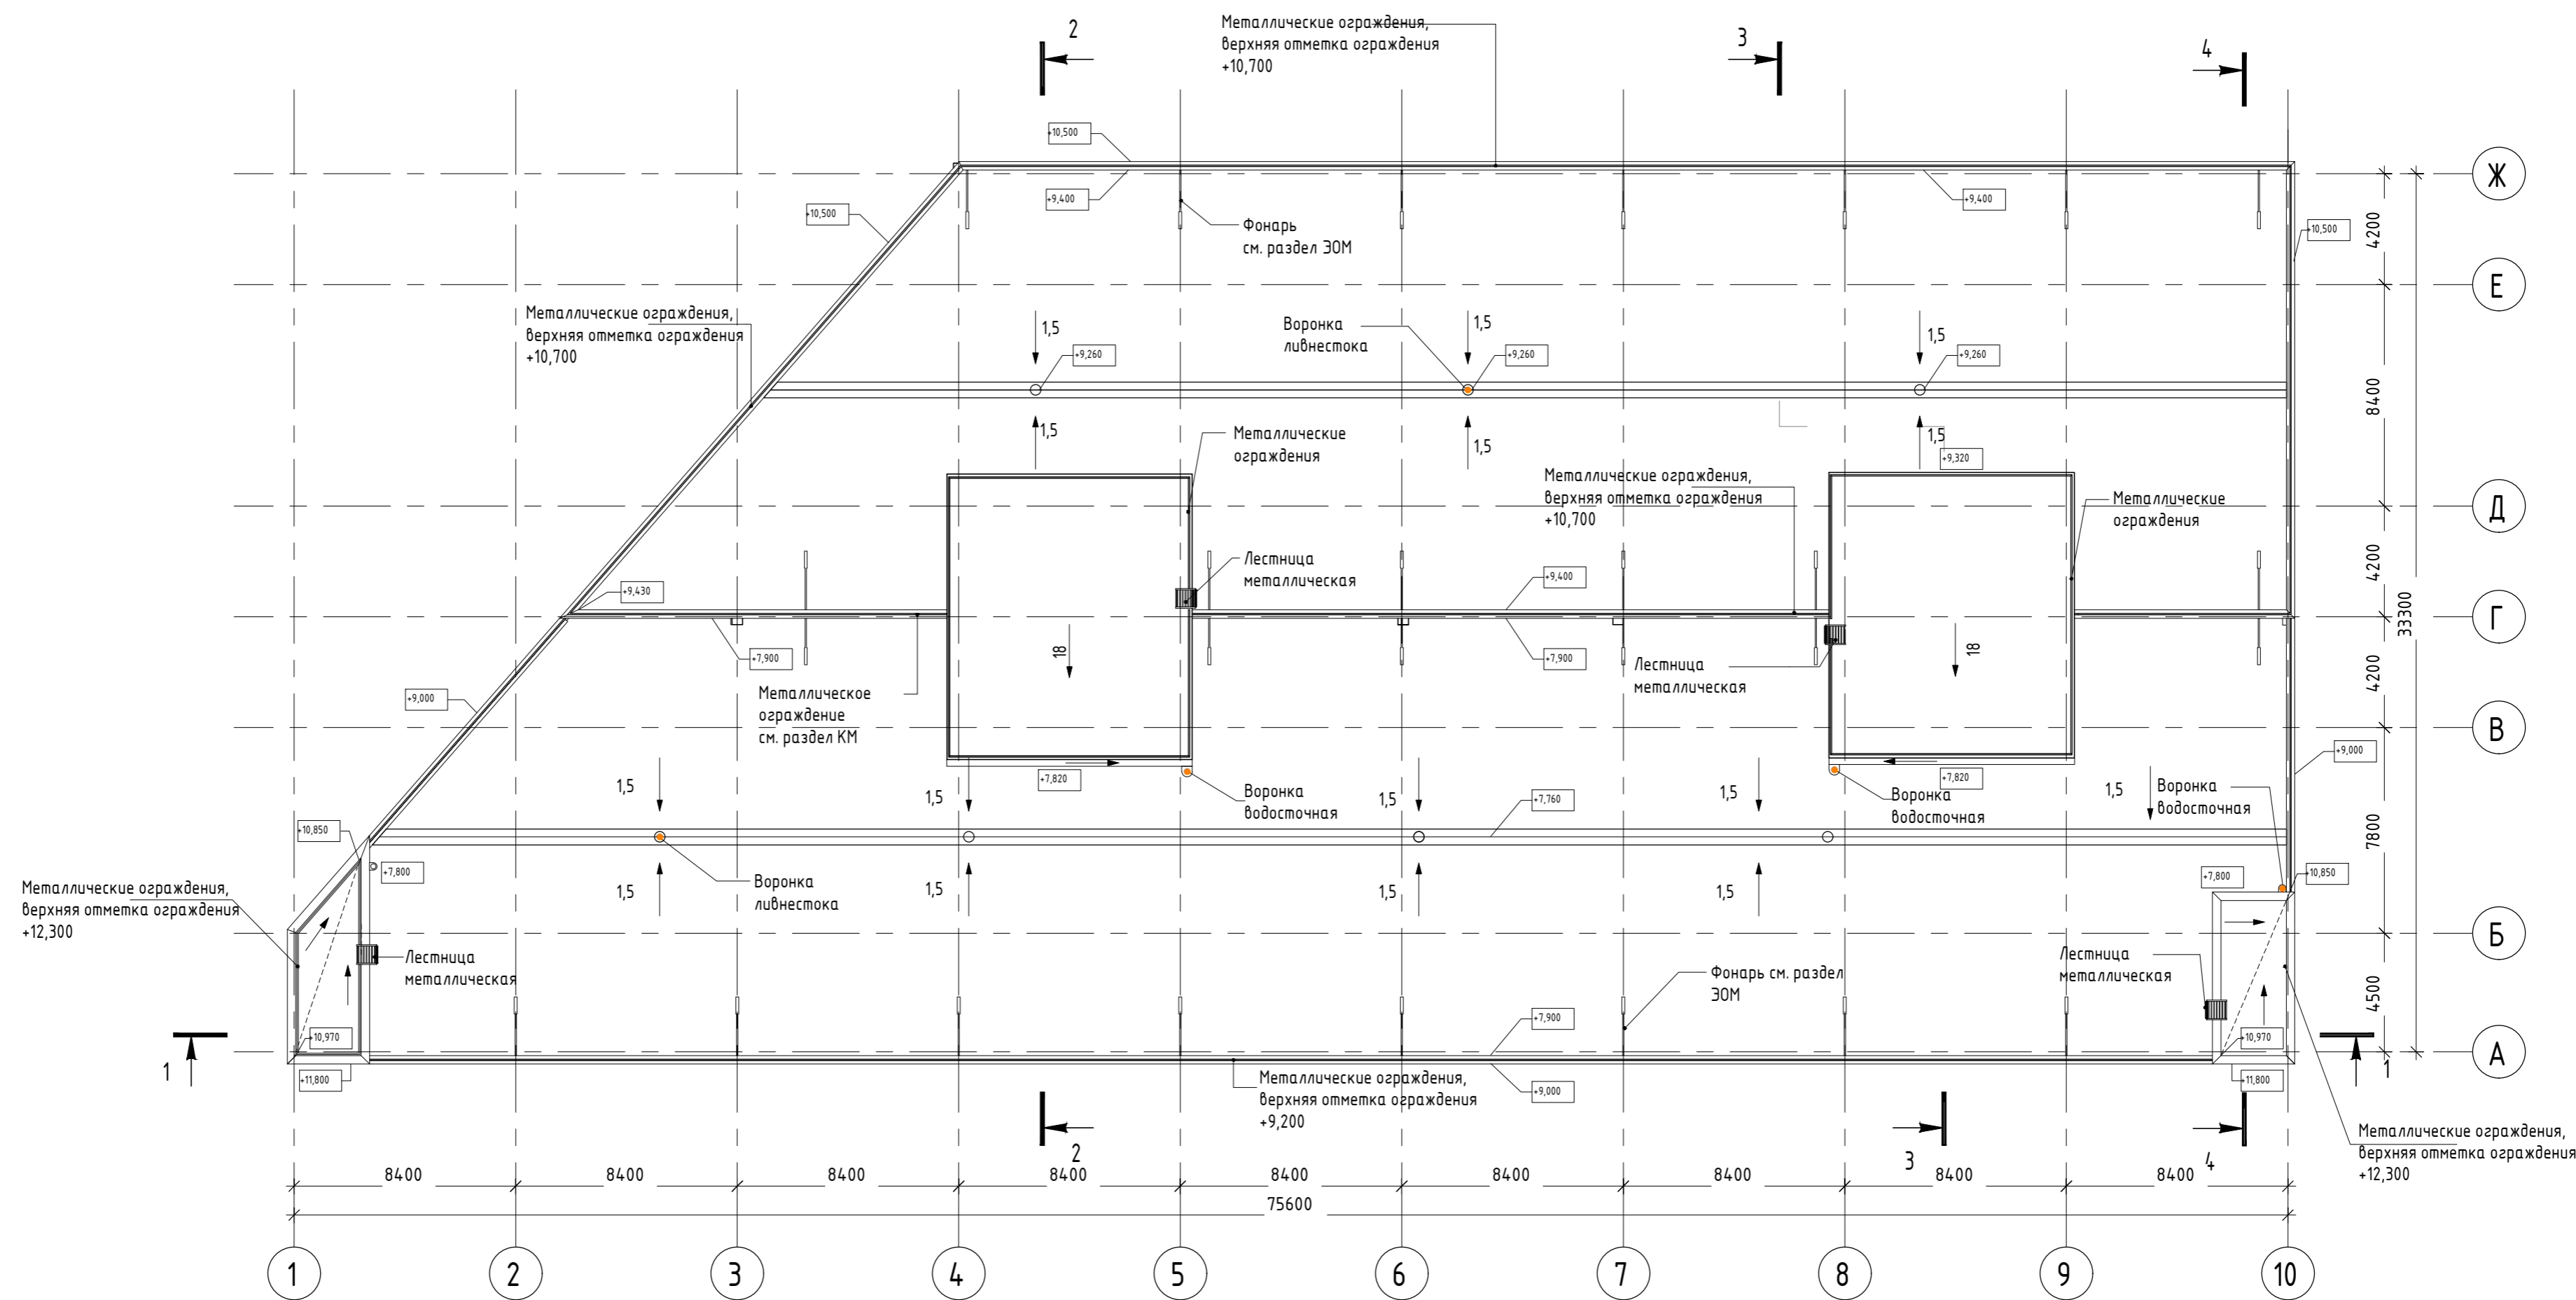 Металлические ограждения,
верхняя отметка ограждения
+10,700
2
3
4
+10,500
Ж
+9,400
+9,400
4200
+10,500
Фонарь
см. раздел ЭОМ
+10,500
Е
Металлические ограждения,
верхняя отметка ограждения
+10,700
1,5
Воронка
ливнестока
1,5
1,5
+9,260
+9,260
+9,260
8400
1,5
1,5
1,5
Металлические
ограждения
+9,320
Металлические ограждения,
верхняя отметка ограждения
+10,700
Металлические
ограждения
Д
Лестница
металлическая
4200
+9,430
+9,400
Г
33300
+7,900
18
+7,900
18
4200
Лестница
металлическая
Металлическое
ограждение
см. раздел КМ
+9,000
В
+9,000
+7,820
+7,820
1,5
1,5
1,5
1,5
1,5
Воронка
водосточная
Воронка
водосточная
Воронка
водосточная
+7,760
7800
+10,850
+7,800
+7,800
+10,850
1,5
1,5
1,5
1,5
Воронка
ливнестока
Металлические ограждения,
верхняя отметка ограждения
+12,300
Б
Лестница
металлическая
Лестница
металлическая
Фонарь см. раздел
ЭОМ
4500
+7,900
+10,970
+10,970
А
1
1
+11,800
+11,800
Металлические ограждения,
верхняя отметка ограждения
+9,200
+9,000
2
3
4
Металлические ограждения,
верхняя отметка ограждения
+12,300
8400
8400
8400
8400
8400
8400
8400
8400
8400
75600
1
2
3
4
5
6
7
8
9
10